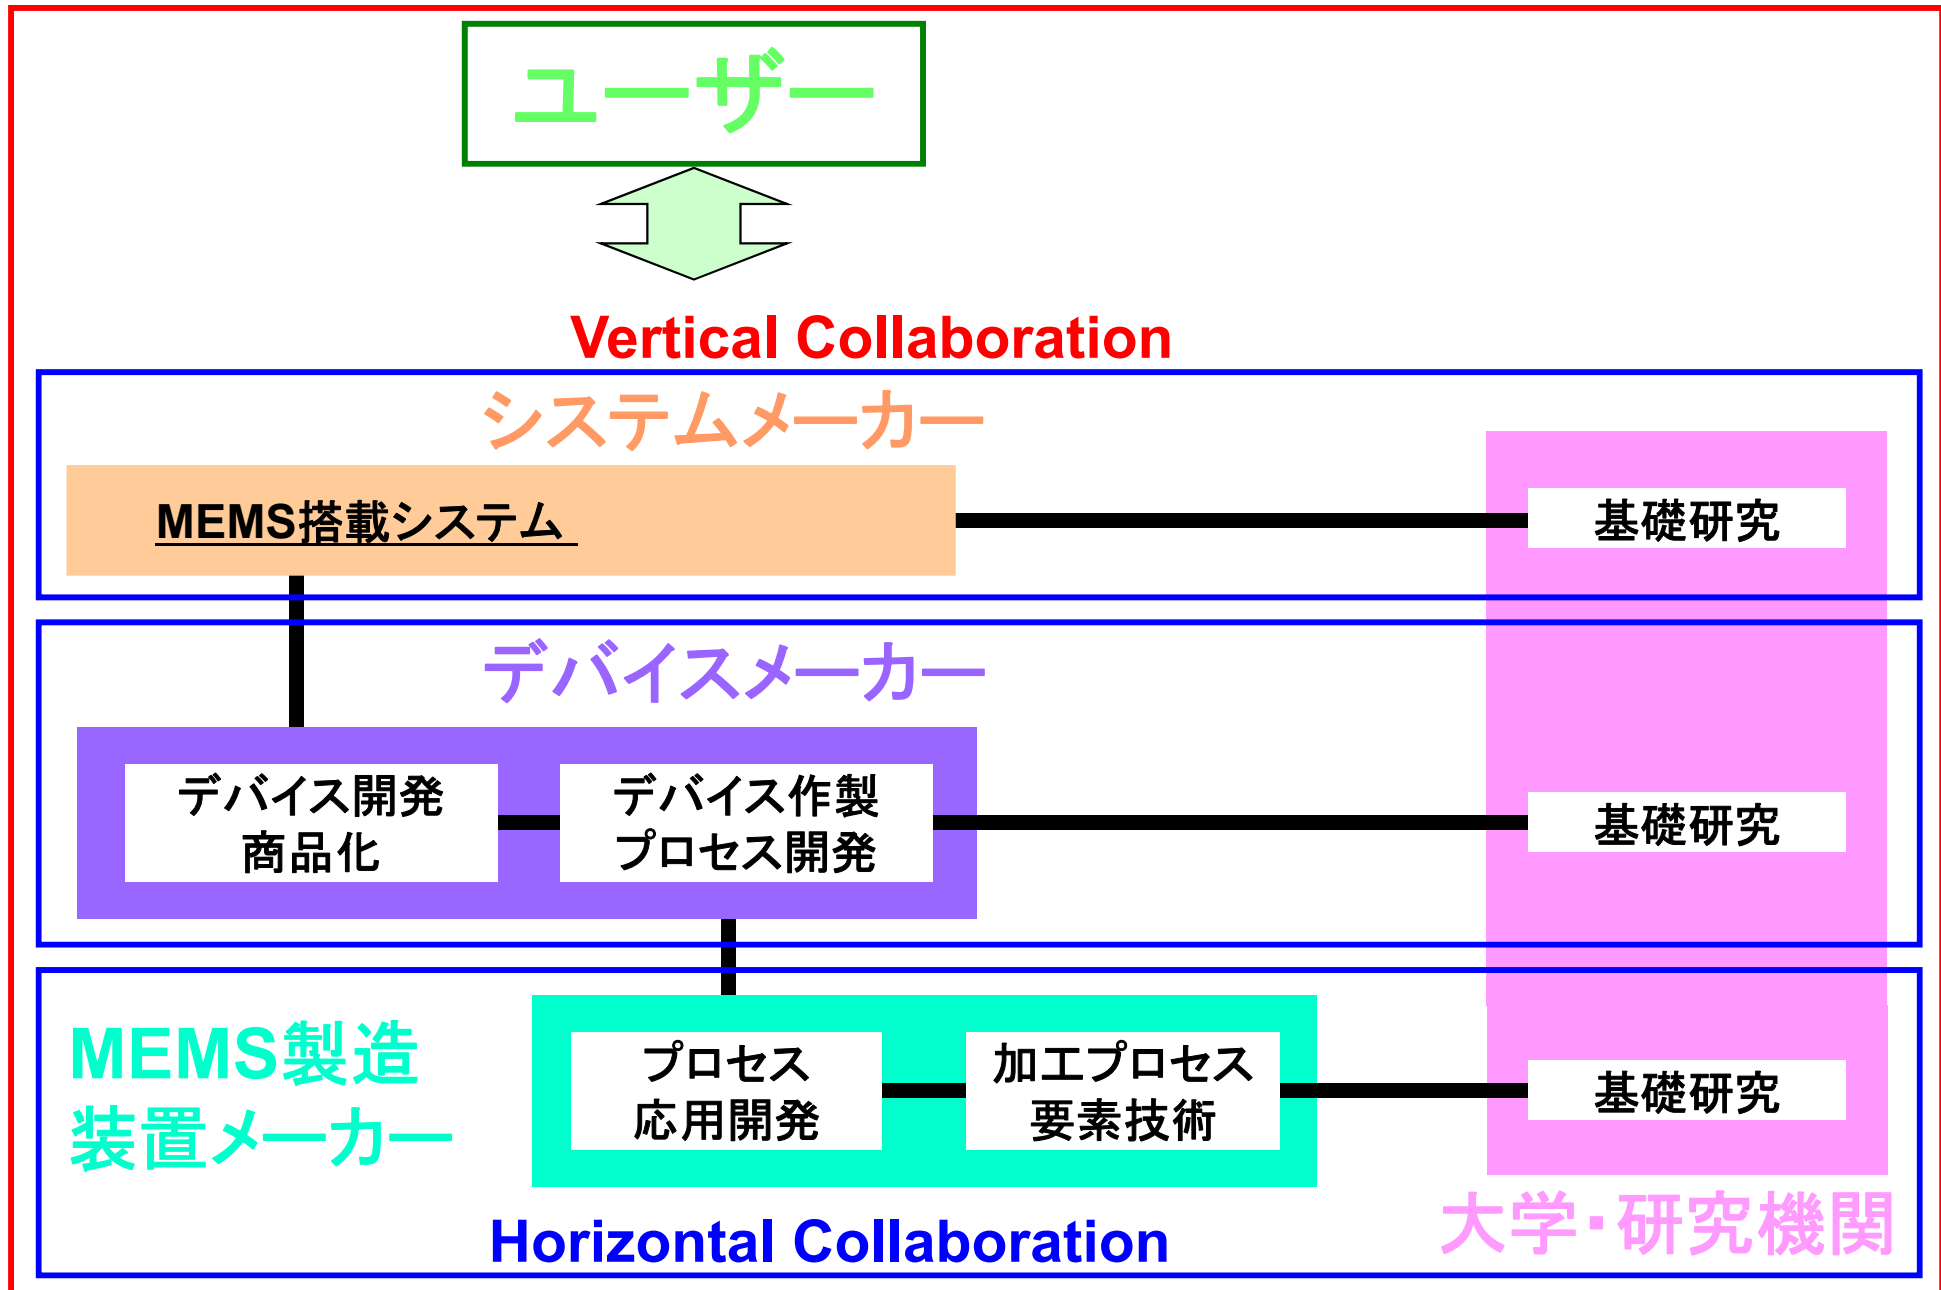 ユーザー
Vertical Collaboration
システムメーカー
MEMS搭載システム
基礎研究
デバイスメーカー
デバイス開発
商品化
デバイス作製
プロセス開発
基礎研究
MEMS製造
装置メーカー
プロセス
応用開発
加工プロセス
要素技術
基礎研究
大学・研究機関
Horizontal Collaboration